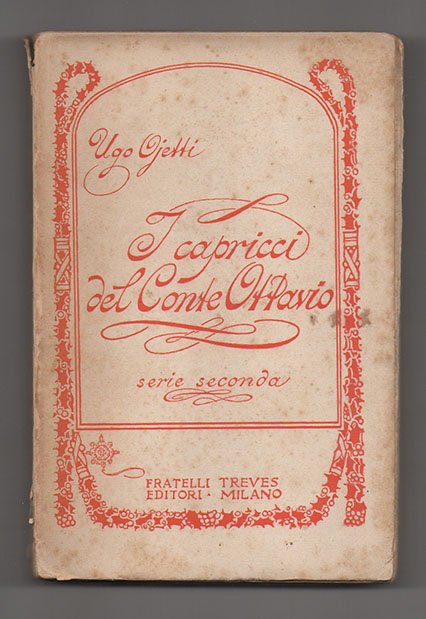 Ugo Ojetti
I capricci
del Conte Ottavio
serie seconda
FRATELLI TREVES
EDITORI · MILANO